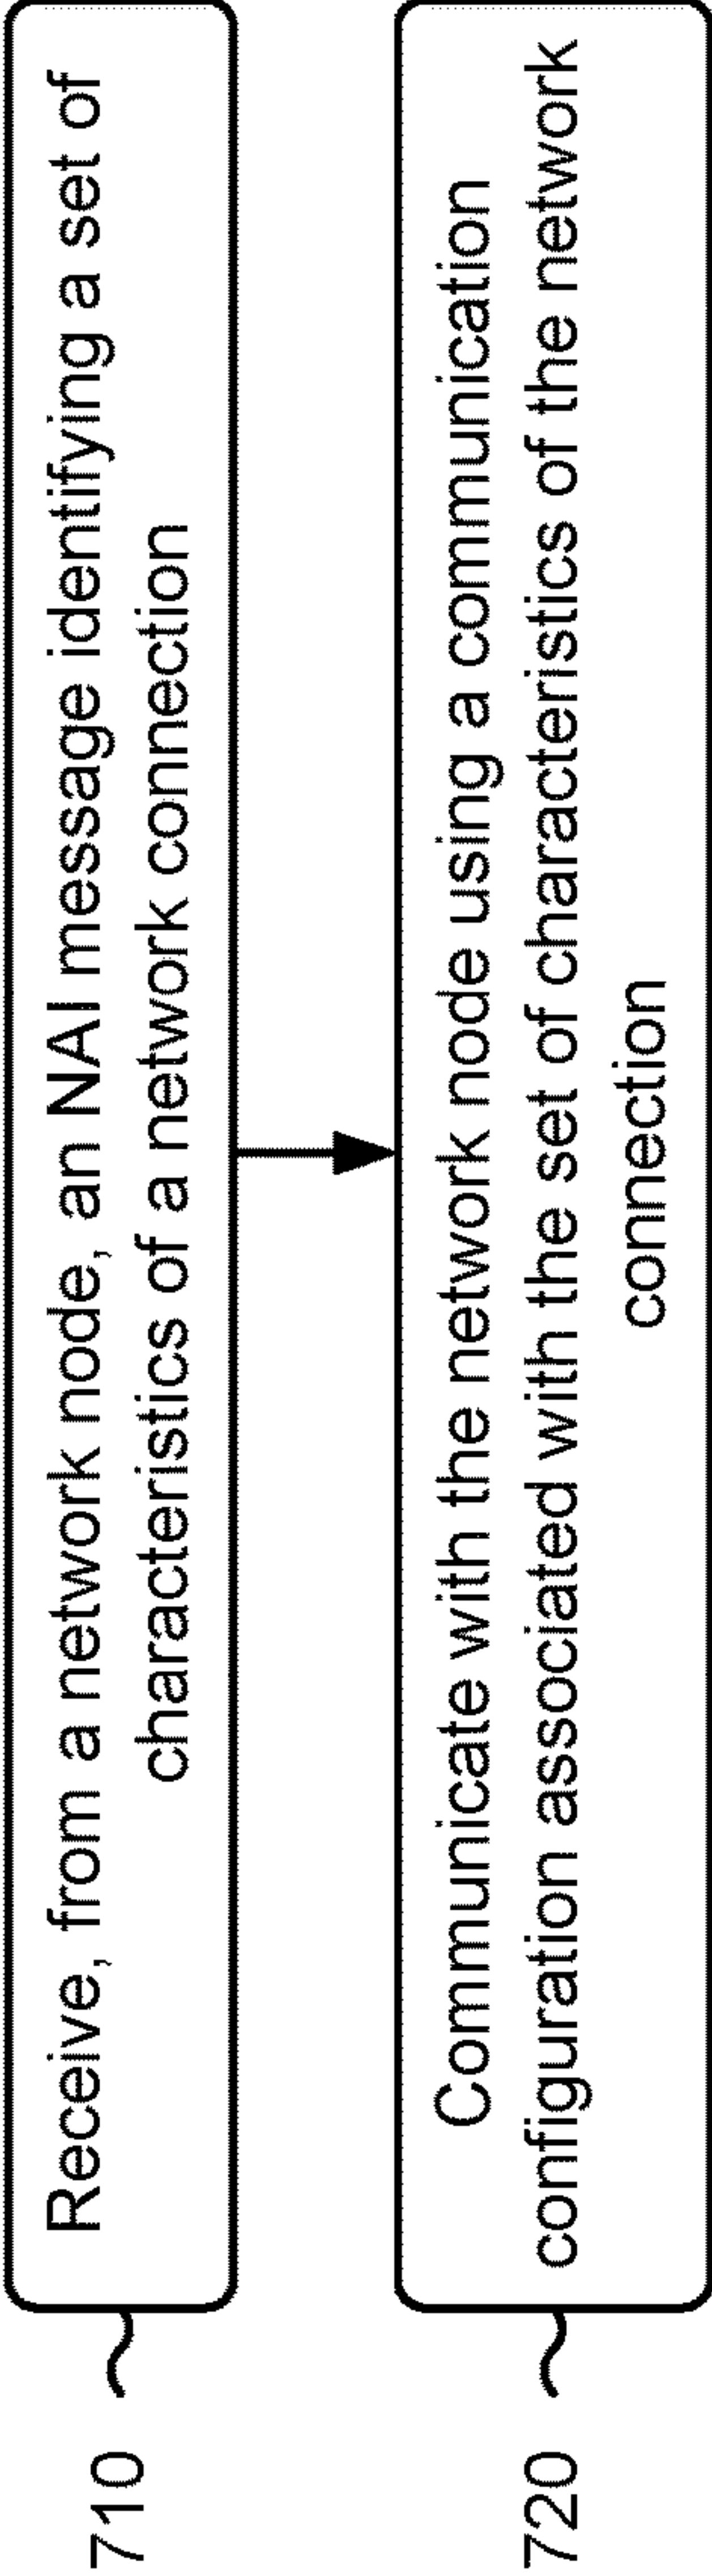 710
Receive, from a network node, an NAI message identifying a set of
characteristics of a network connection
720
Communicate with the network node using a communication
configuration associated with the set of characteristics of the network
connection